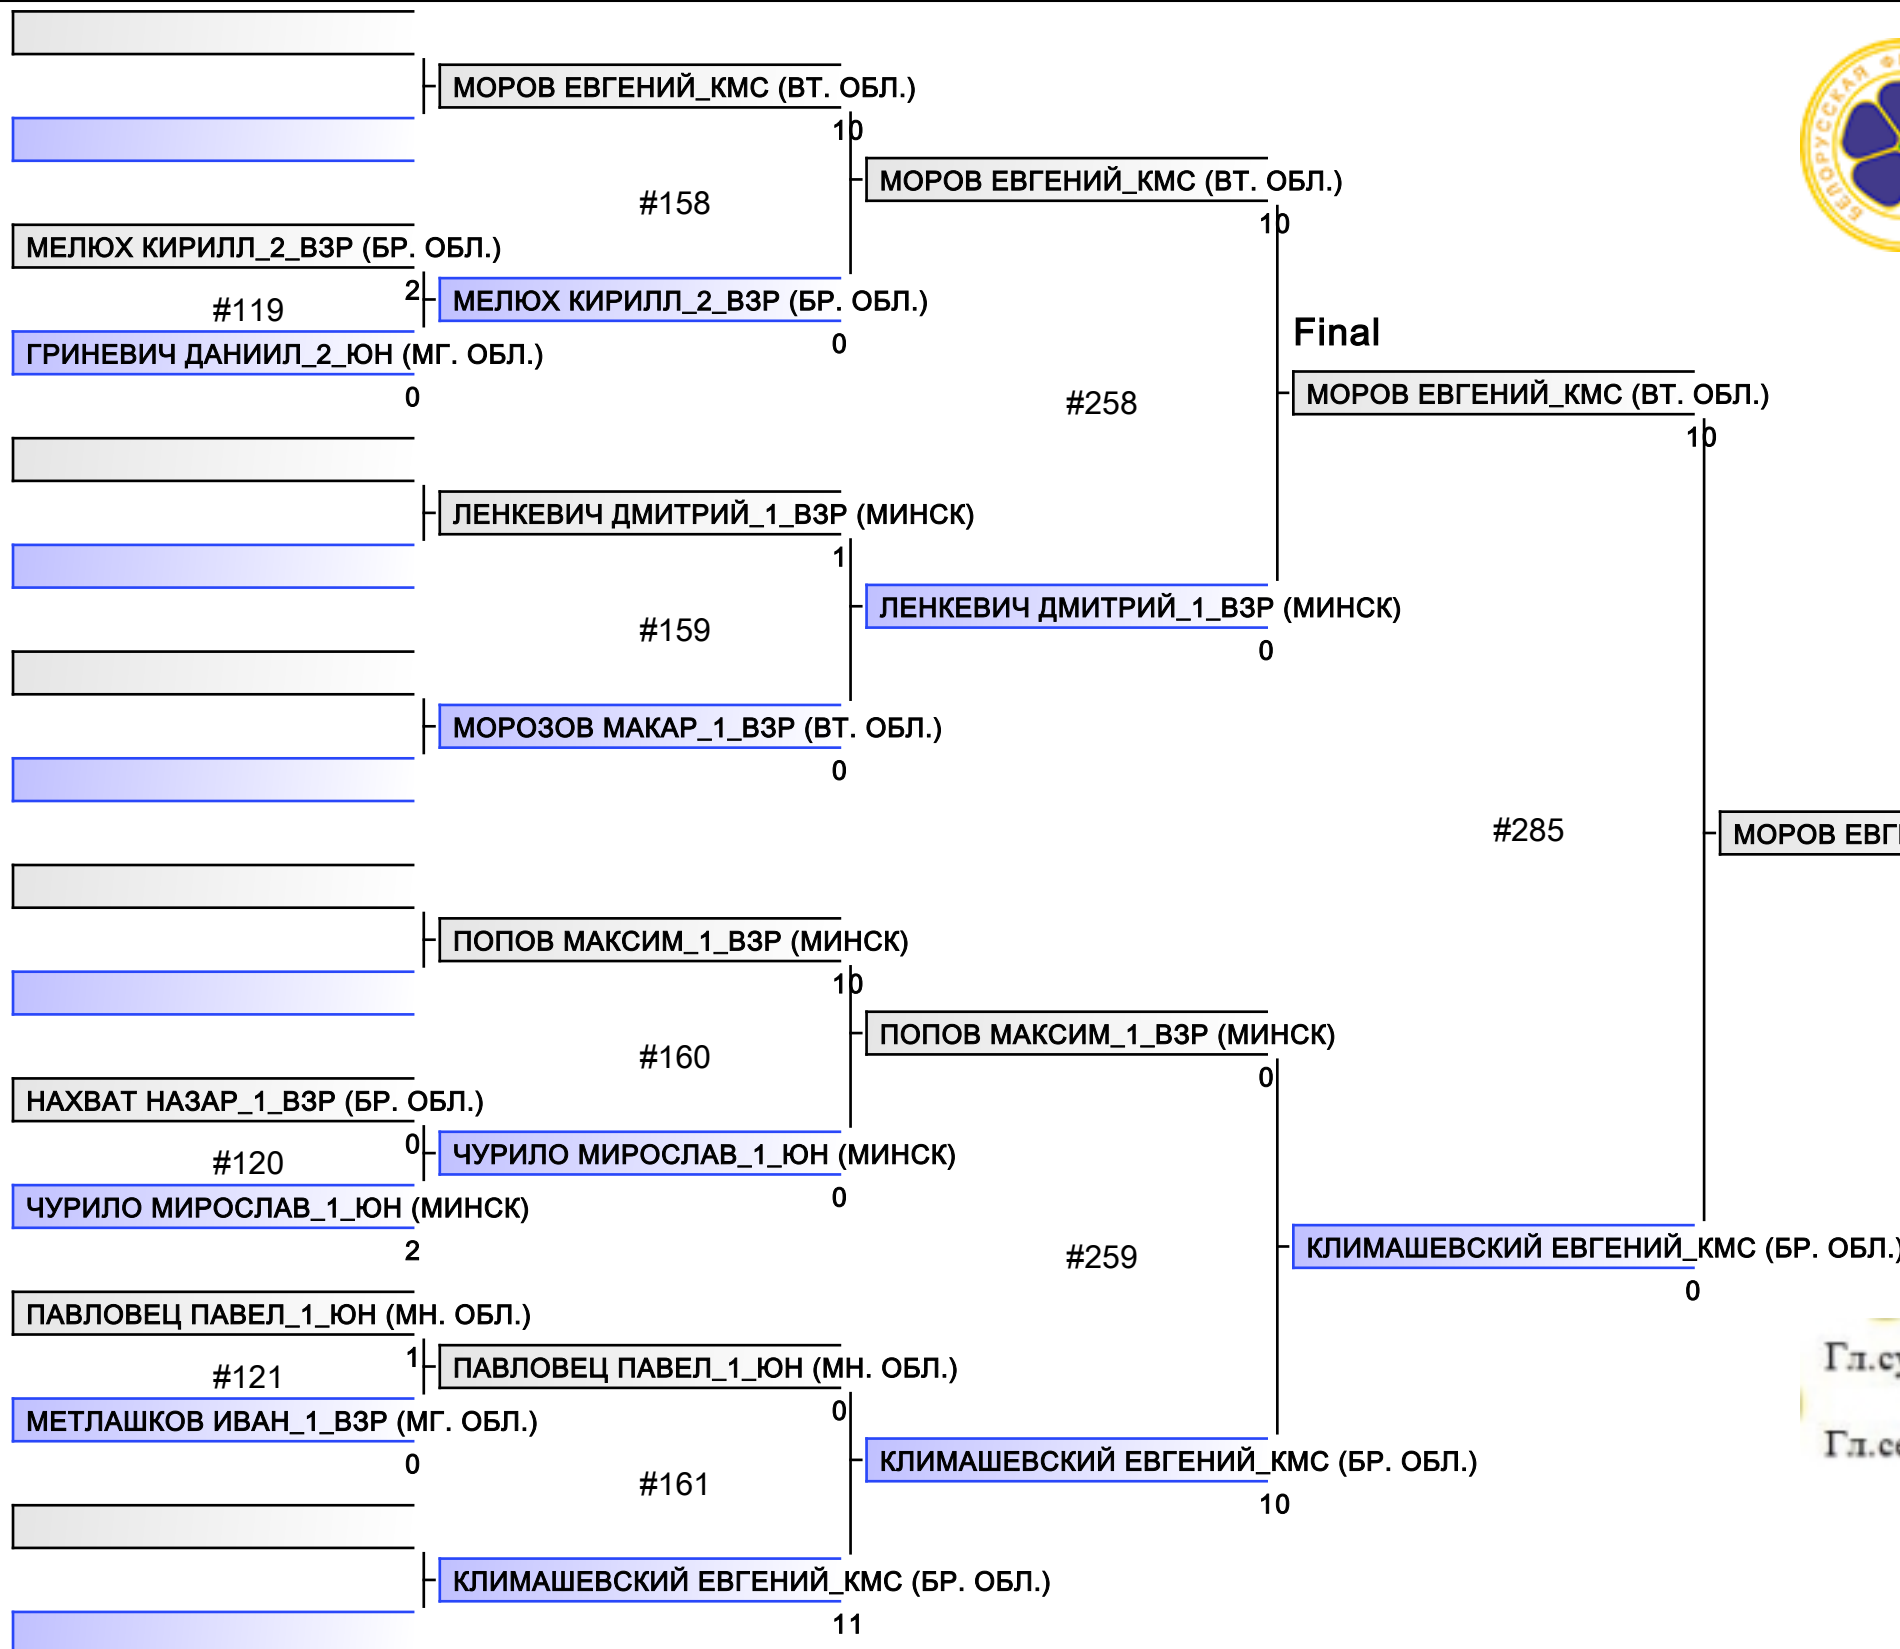 МОРОВ ЕВГЕНИЙ_КМС (ВТ. ОБЛ.)
10
МОРОВ ЕВГЕНИЙ_КМС (ВТ. ОБЛ.)
10
#158
МЕЛЮХ КИРИЛЛ_2_ВЗР (БР. ОБЛ.)
2
#119
МЕЛЮХ КИРИЛЛ_2_ВЗР (БР. ОБЛ.)
0
ГРИНЕВИЧ ДАНИИЛ_2_ЮН (МГ. ОБЛ.)
0
Final
#258
МОРОВ ЕВГЕНИЙ_КМС (ВТ. ОБЛ.)
10
ЛЕНКЕВИЧ ДМИТРИЙ_1_ВЗР (МИНСК)
1
#159
ЛЕНКЕВИЧ ДМИТРИЙ_1_ВЗР (МИНСК)
0
МОРОЗОВ МАКАР_1_ВЗР (ВТ. ОБЛ.)
0
#285
МОРОВ
ПОПОВ МАКСИМ_1_ВЗР (МИНСК)
10
#160
ПОПОВ МАКСИМ_1_ВЗР (МИНСК)
0
НАХВАТ НАЗАР_1_ВЗР (БР. ОБЛ.)
0
#120
ЧУРИЛО МИРОСЛАВ_1_ЮН (МИНСК)
0
ЧУРИЛО МИРОСЛАВ_1_ЮН (МИНСК)
2
#259
КЛИМАШЕВСКИЙ ЕВГЕНИЙ_КМС (БР. ОБЛ.)
0
ПАВЛОВЕЦ ПАВЕЛ_1_ЮН (МН. ОБЛ.)
1
#121
ПАВЛОВЕЦ ПАВЕЛ_1_ЮН (МН. ОБЛ.)
0
МЕТЛАШКОВ ИВАН_1_ВЗР (МГ. ОБЛ.)
0
#161
КЛИМАШЕВСКИЙ ЕВГЕНИЙ_КМС (БР. ОБЛ.)
10
КЛИМАШЕВСКИЙ ЕВГЕНИЙ_КМС (БР. ОБЛ.)
11
БЕЛОРУССКАЯ